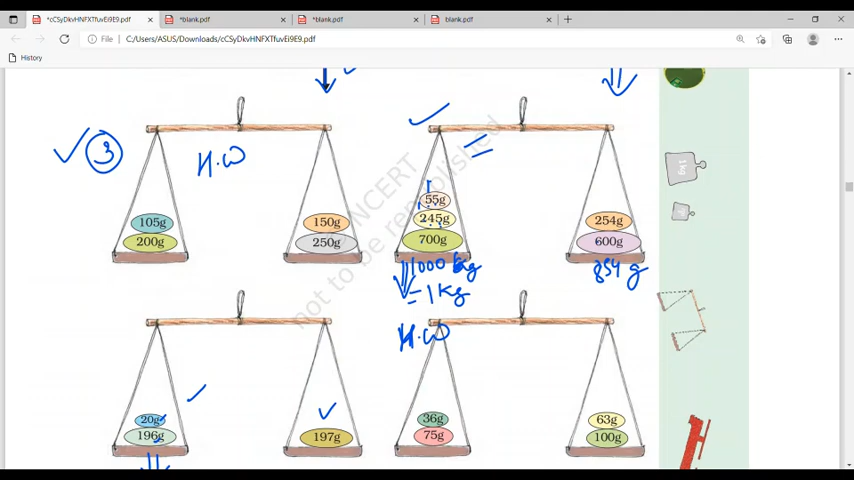 *cCSyDkvHNFXTfuvEi9E9.pdf
*blank.pdf
*blank.pdf
blank.pdf
File
C:/Users/ASUS/Downloads/cCSyDkvHNFXTfuvEi9E9.pdf
History
3
H.W
105g
200g
150g
250g
55g
245g
700g
1000 kg
= 1 Kg
254g
600g
854 g
1kg
NCERT
not to be republished
H.W
20g
196g
197g
36g
75g
63g
100g